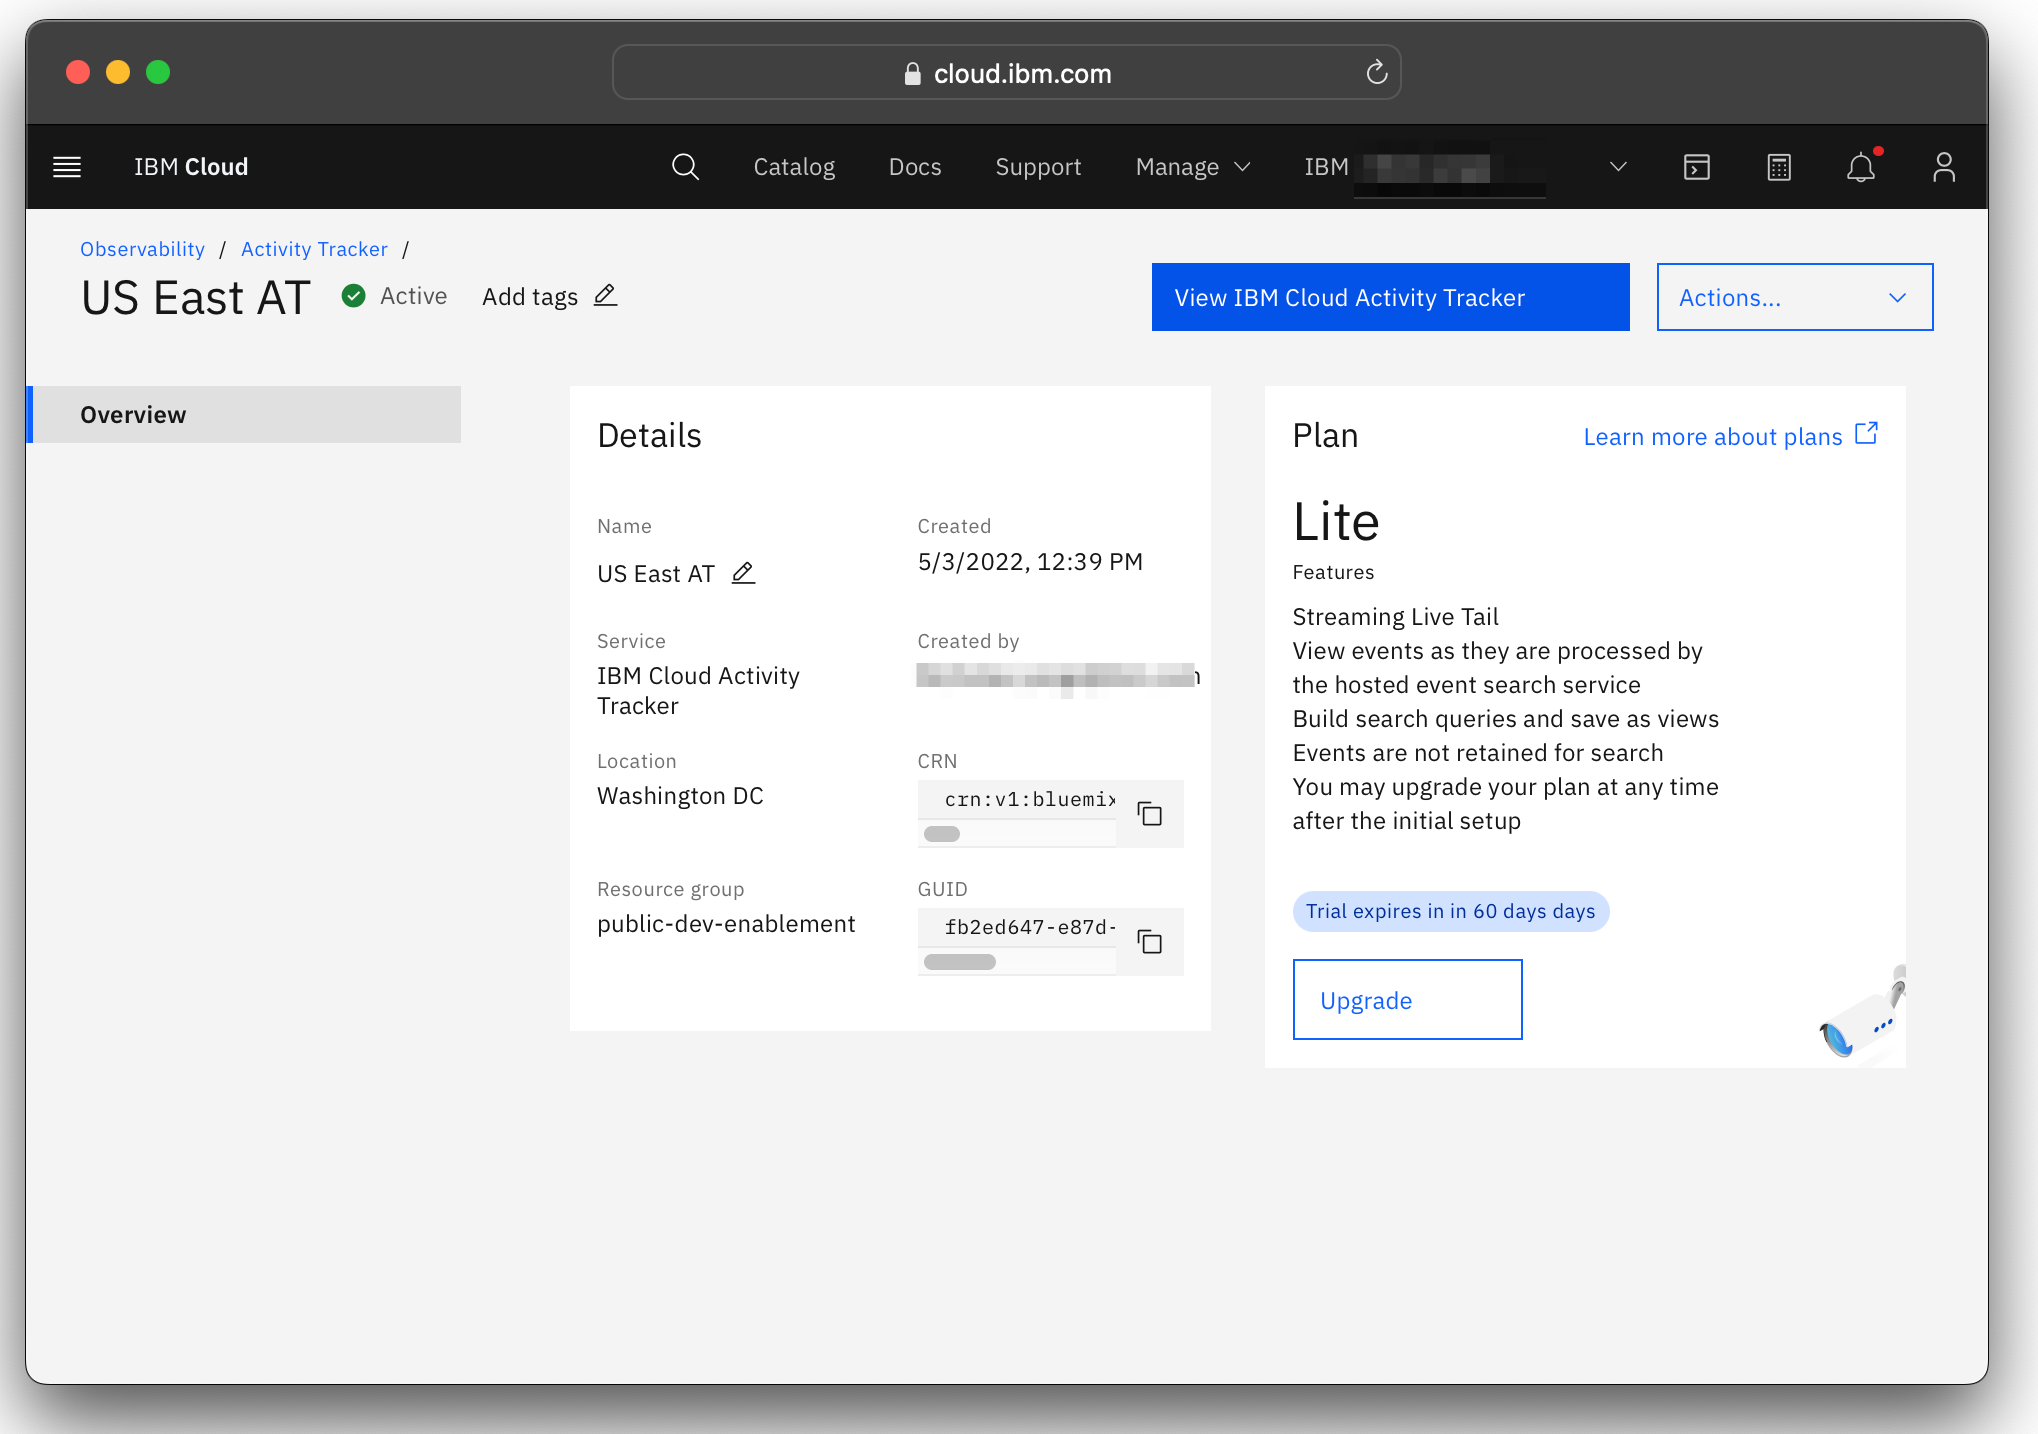 cloud.ibm.com
IBM Cloud
Catalog
Docs
Support
Manage
IBM
Observability / Activity Tracker /
US East AT
Active
Add tags
View IBM Cloud Activity Tracker
Actions...
Overview
Details
Name
US East AT
Created
5/3/2022, 12:39 PM
Service
IBM Cloud Activity
Tracker
Created by
Location
Washington DC
CRN
crn:v1:bluemix
Resource group
public-dev-enablement
GUID
fb2ed647-e87d-
Plan
Learn more about plans
Lite
Features
Streaming Live Tail
View events as they are processed by
the hosted event search service
Build search queries and save as views
Events are not retained for search
You may upgrade your plan at any time
after the initial setup
Trial expires in in 60 days days
Upgrade